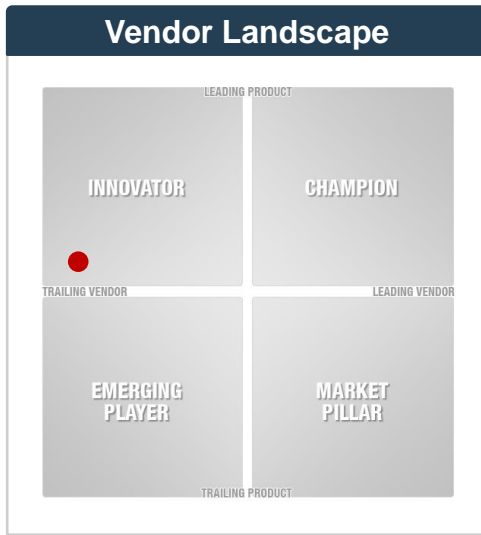 Vendor Landscape
LEADING PRODUCT
INNOVATOR
CHAMPION
TRAILING VENDOR
LEADING VENDOR
EMERGING
PLAYER
MARKET
PILLAR
TRAILING PRODUCT